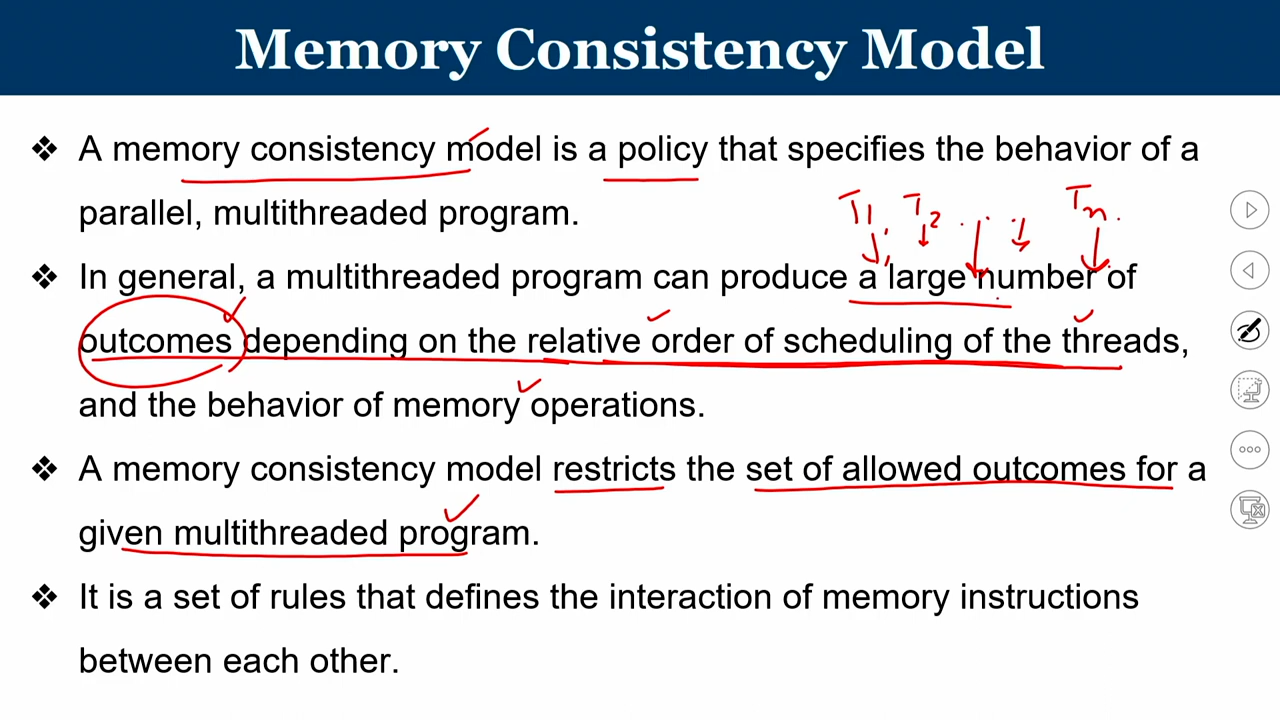 Memory Consistency Model
❖ A memory consistency model is a policy that specifies the behavior of a
parallel, multithreaded program.
T1 T2 . . . Tn
❖ In general, a multithreaded program can produce a large number of
outcomes depending on the relative order of scheduling of the threads,
and the behavior of memory operations.
❖ A memory consistency model restricts the set of allowed outcomes for a
given multithreaded program.
❖ It is a set of rules that defines the interaction of memory instructions
between each other.